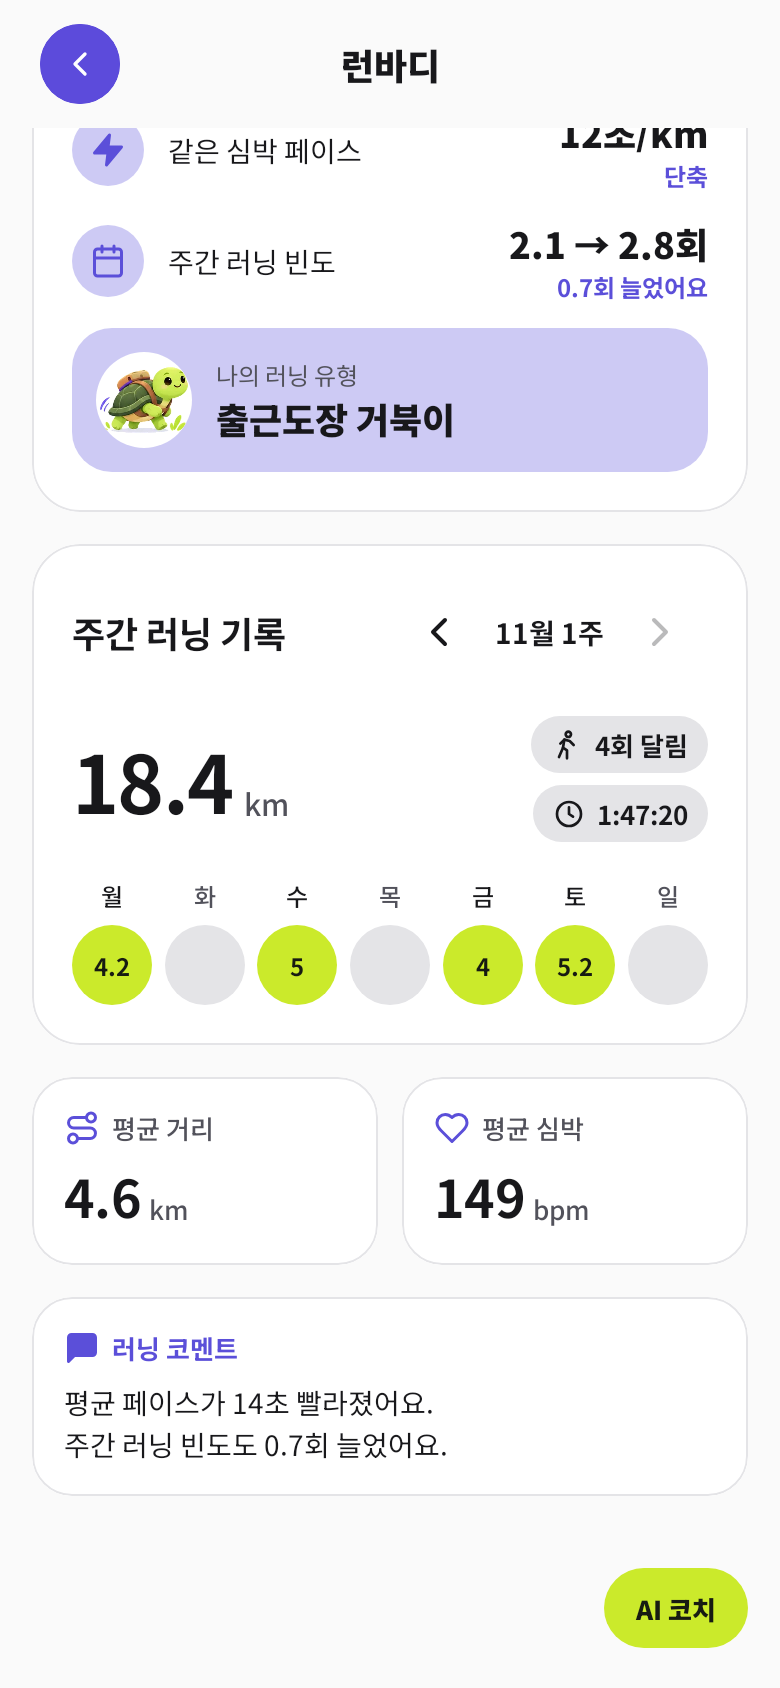 런바디
12초/km
같은 심박 페이스
단축
2.1 → 2.8회
주간 러닝 빈도
0.7회 늘었어요
나의 러닝 유형
출근도장 거북이
주간 러닝 기록
11월 1주
4회 달림
18.4 km
1:47:20
월 화 수 목 금 토 일
4.2 5 4 5.2
평균 거리
4.6 km
평균 심박
149 bpm
러닝 코멘트
평균 페이스가 14초 빨라졌어요.
주간 러닝 빈도도 0.7회 늘었어요.
AI 코치